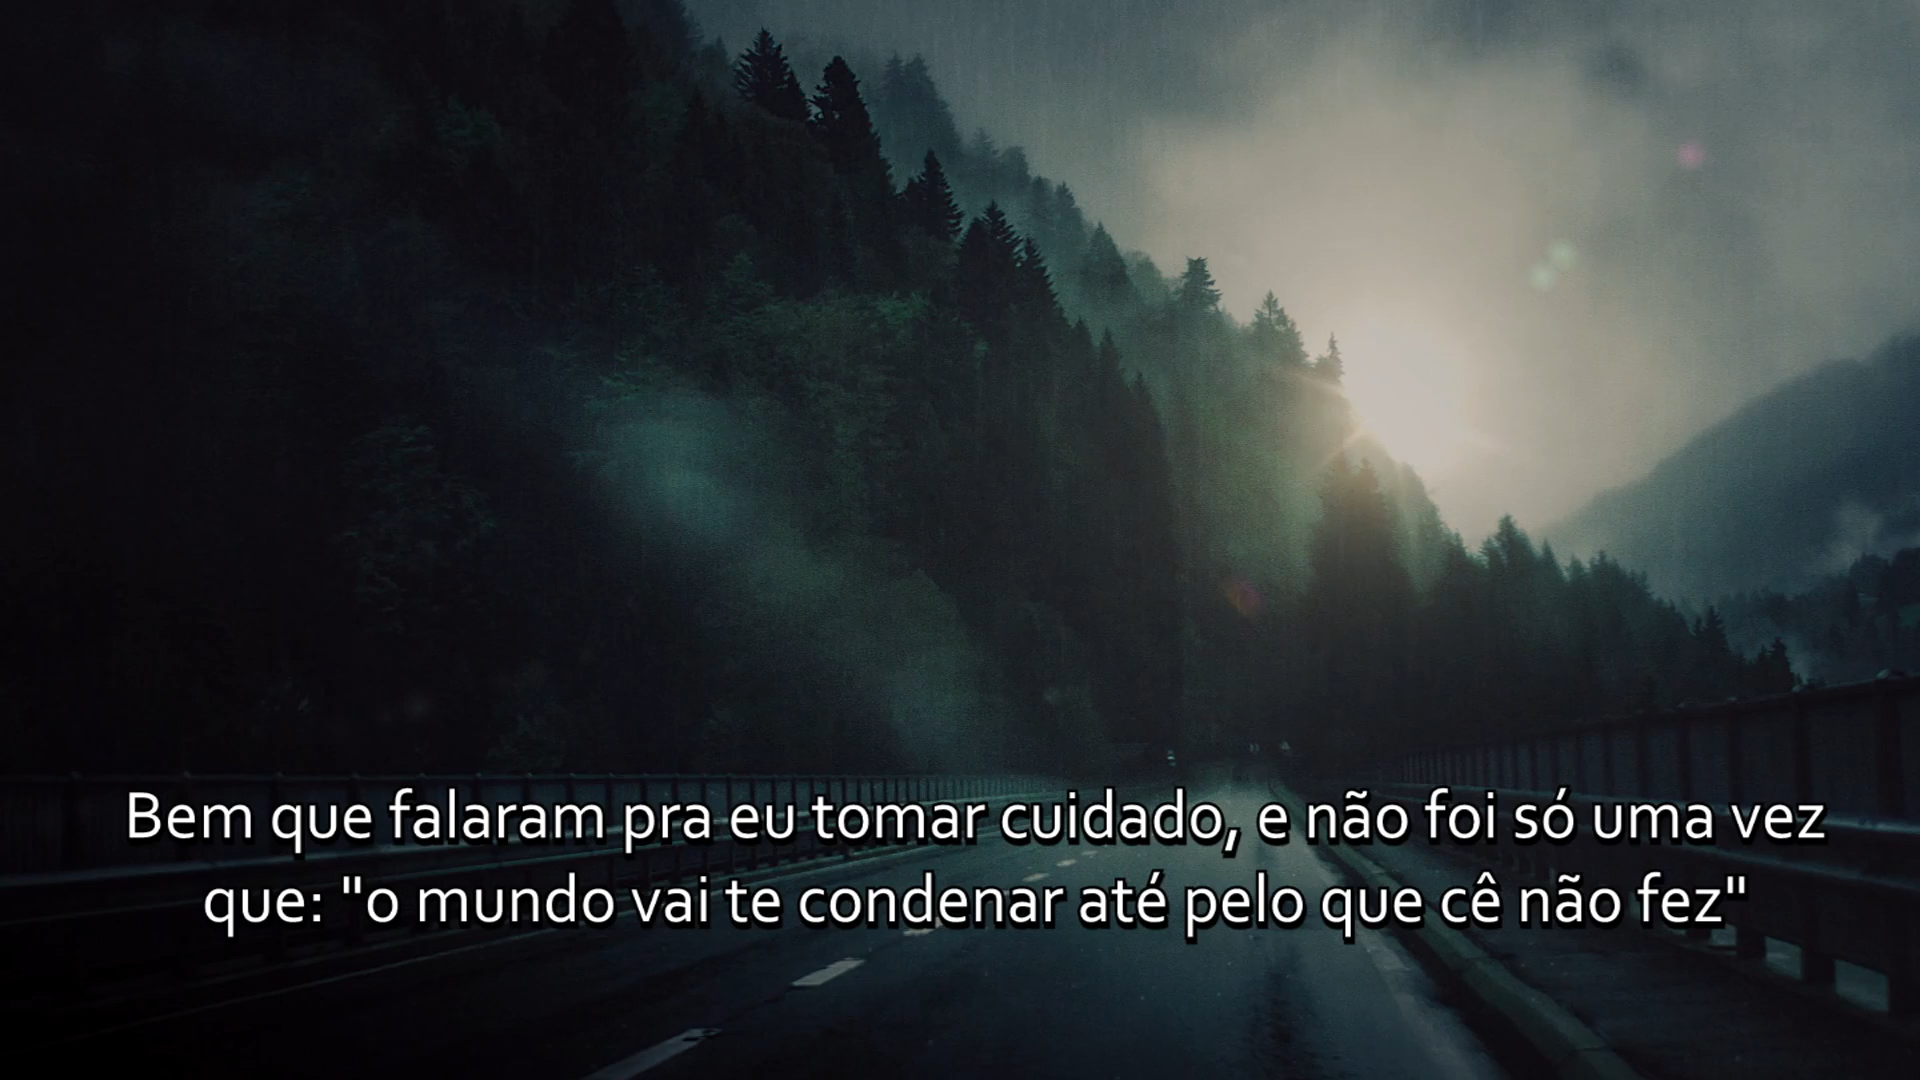 Bem que falaram pra eu tomar cuidado, e não foi só uma vez
que: "o mundo vai te condenar até pelo que cê não fez"